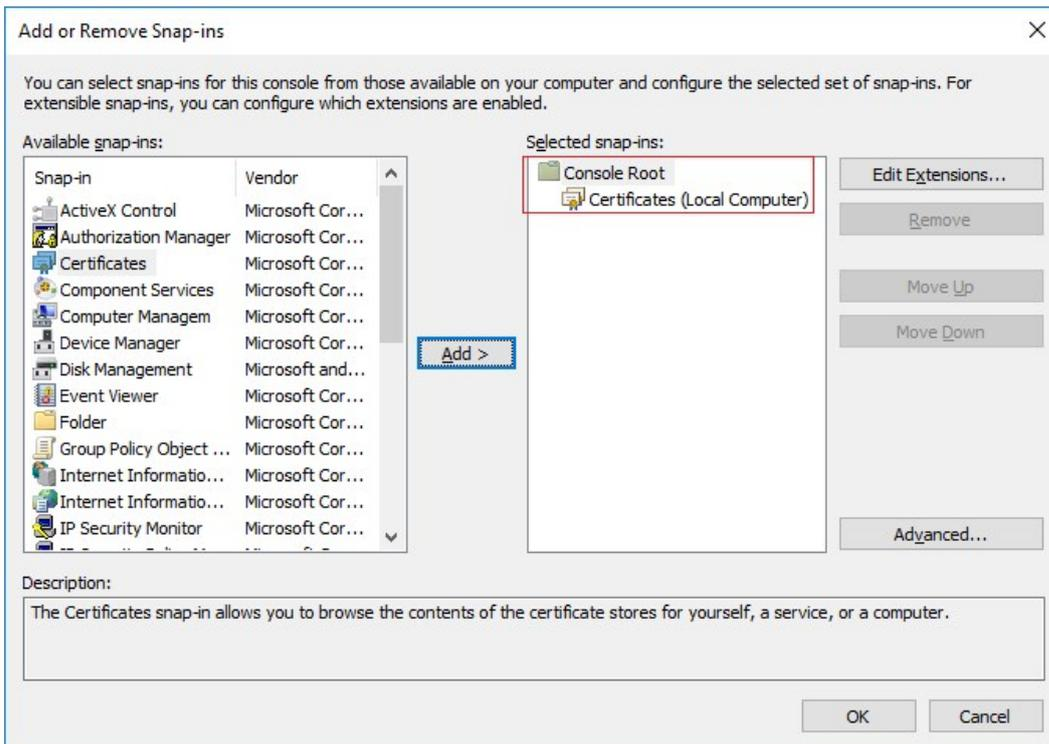 Add or Remove Snap-ins
You can select snap-ins for this console from those available on your computer and configure the selected set of snap-ins. For
extensible snap-ins, you can configure which extensions are enabled.
Available snap-ins:
Snap-in Vendor
ActiveX Control Microsoft Cor...
Authorization Manager Microsoft Cor...
Certificates Microsoft Cor...
Component Services Microsoft Cor...
Computer Managem Microsoft Cor...
Device Manager Microsoft Cor...
Disk Management Microsoft and...
Event Viewer Microsoft Cor...
Folder Microsoft Cor...
Group Policy Object ... Microsoft Cor...
Internet Informatio... Microsoft Cor...
Internet Informatio... Microsoft Cor...
IP Security Monitor Microsoft Cor...
Add >
Selected snap-ins:
Console Root
Certificates (Local Computer)
Edit Extensions...
Remove
Move Up
Move Down
Advanced...
Description:
The Certificates snap-in allows you to browse the contents of the certificate stores for yourself, a service, or a computer.
OK Cancel